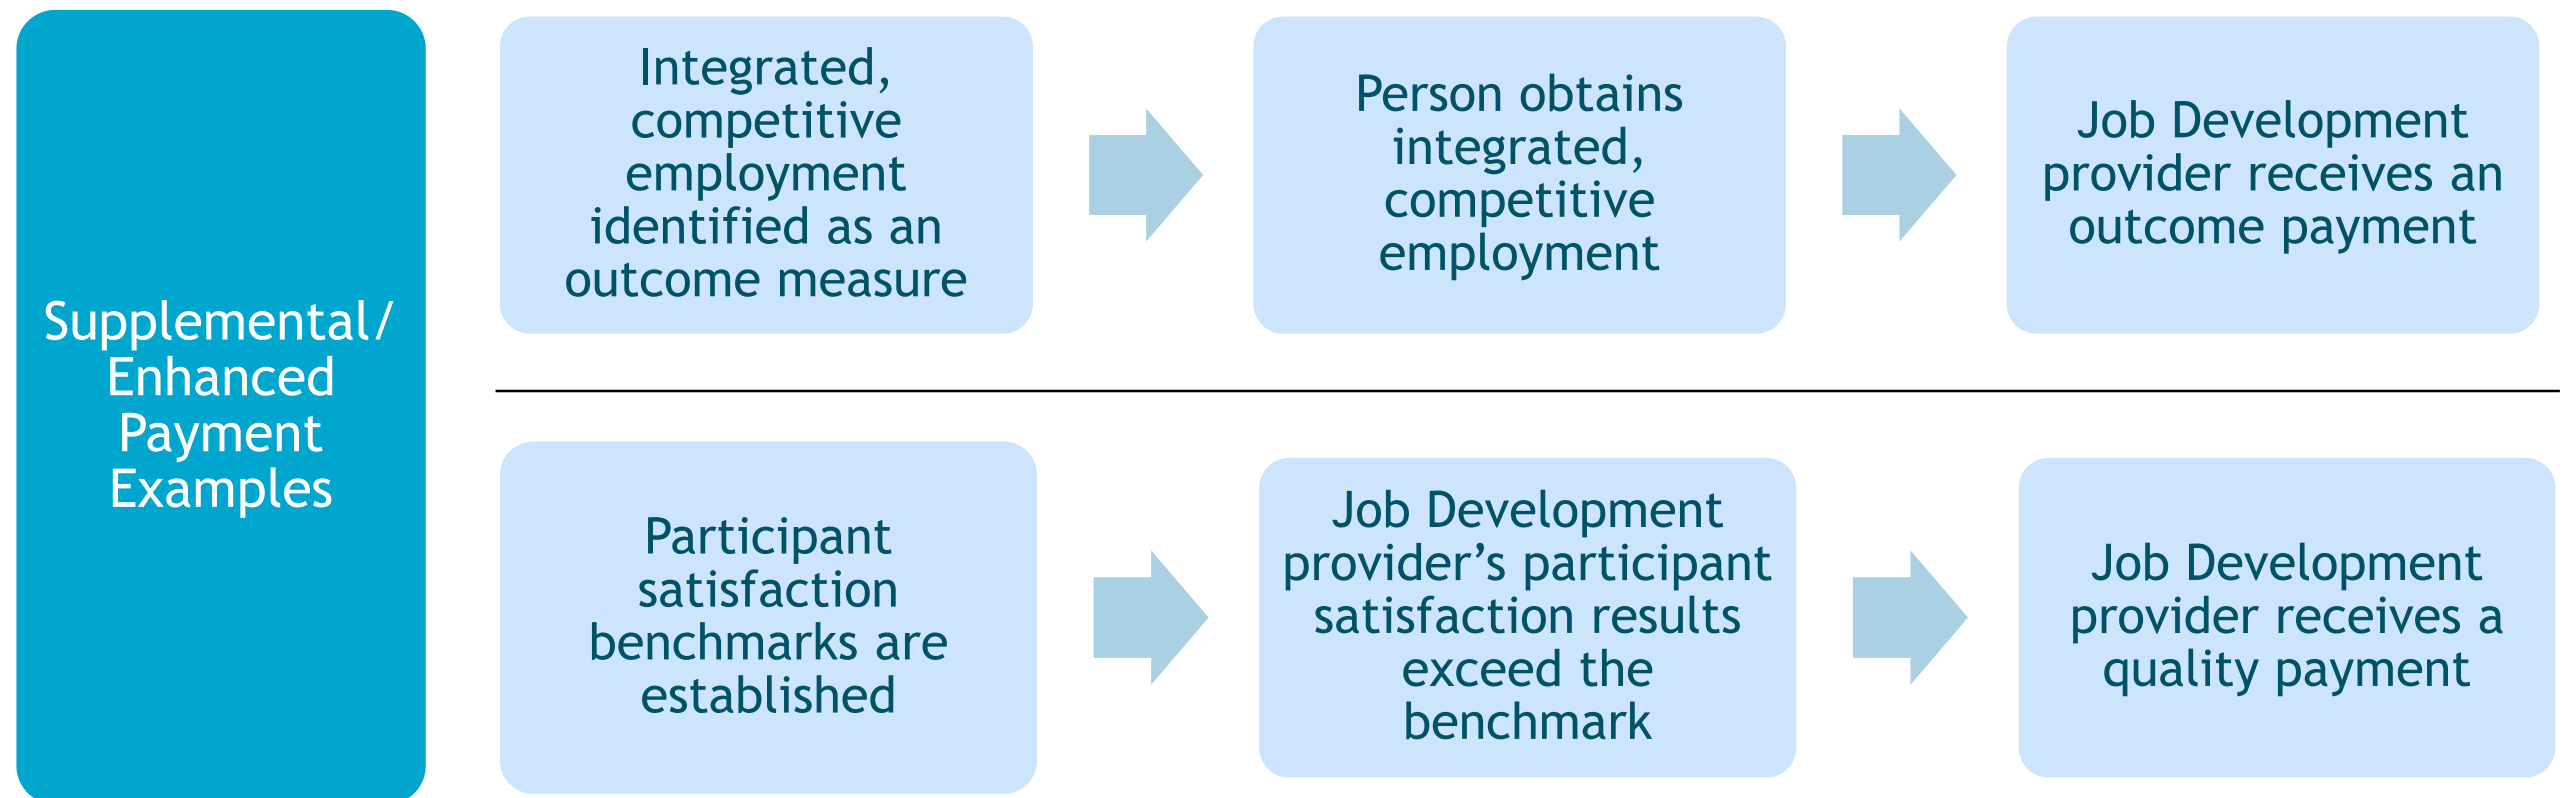 Supplemental/
Enhanced
Payment
Examples
Integrated,
competitive
employment
identified as an
outcome measure
Person obtains
integrated,
competitive
employment
Job Development
provider receives an
outcome payment
Participant
satisfaction
benchmarks are
established
Job Development
provider’s participant
satisfaction results
exceed the
benchmark
Job Development
provider receives a
quality payment